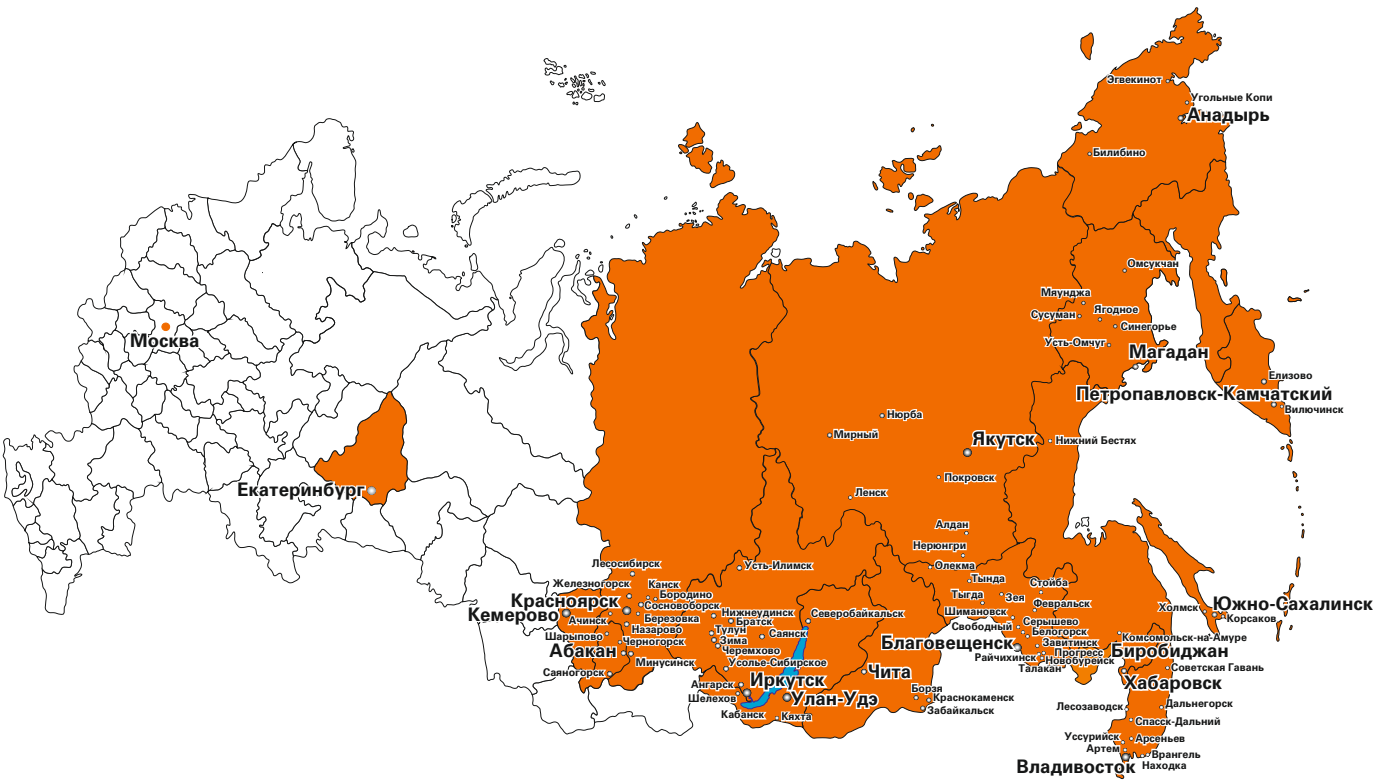 Эгвекинот
Угольные Копи
Анадырь
Билибино
Омсукчан
Мяунджа
Ягодное
Сусуман
Синегорье
Усть-Омчуг
Москва
Магадан
Елизово
Петропавловск-Камчатский
Вилючинск
Нюрба
Мирный
Якутск
Нижний Бестях
Покровск
Екатеринбург
Ленск
Алдан
Нерюнгри
Олекма
Лесосибирск
Усть-Илимск
Тында
Стойба
Железногорск
Канск
Бородино
Тыгда
Зея
Красноярск
Сосновоборск
Февральск
Кемерово
Нижнеудинск
Северобайкальск
Шимановск
Холмск
Южно-Сахалинск
Ачинск
Березовка
Братск
Серышево
Корсаков
Назарово
Тулун
Саянск
Свободный
Белогорск
Шарыпово
Черногорск
Зима
Благовещенск
Завитинск
Комсомольск-на-Амуре
Абакан
Черемхово
Прогресс
Биробиджан
Минусинск
Усолье-Сибирское
Райчихинск
Новобурейск
Саяногорск
Чита
Талакан
Советская Гавань
Ангарск
Иркутск
Хабаровск
Шелехов
Улан-Удэ
Борзя
Краснокаменск
Кабанск
Кяхта
Забайкальск
Лесозаводск
Дальнегорск
Спасск-Дальний
Уссурийск
Арсеньев
Артем
Врангель
Владивосток
Находка